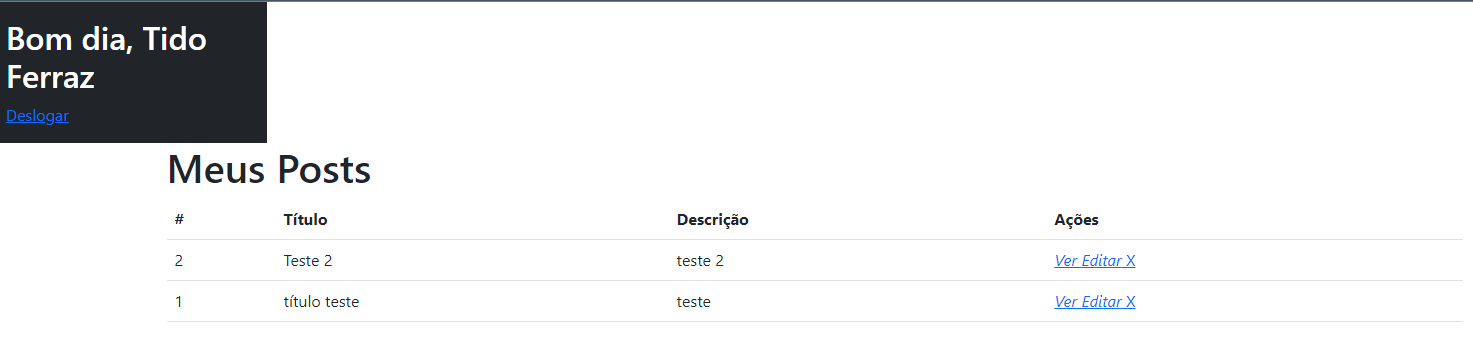 Bom dia, Tido
Ferraz
Deslogar
Meus Posts
# Título Descrição Ações
2 Teste 2 teste 2 Ver Editar X
1 título teste teste Ver Editar X